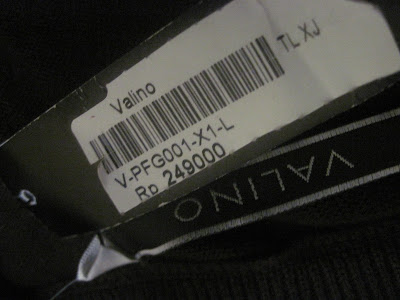 Valino
TL XJ
V-PFG001-X1-L
Rp 249000
VALINO